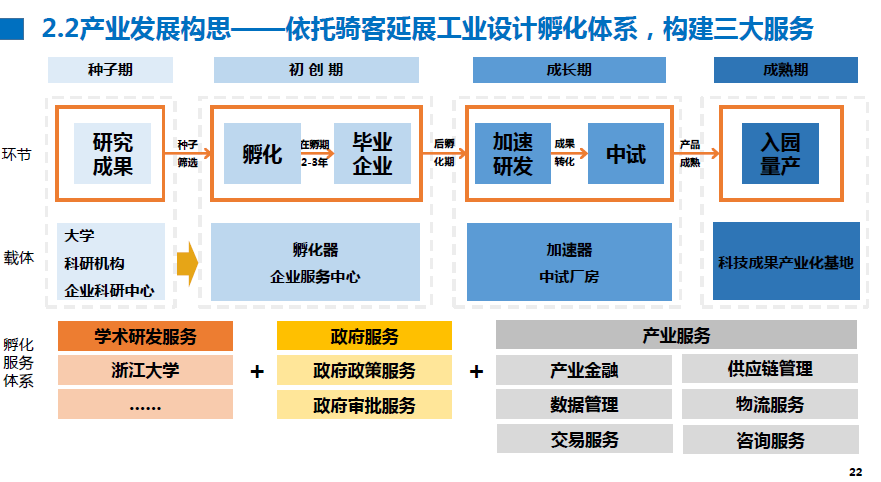 2.2产业发展构思——依托骑客延展工业设计孵化体系，构建三大服务
种子期
初 创 期
成长期
成熟期
环节
研究
成果
种子
筛选
孵化
在孵期
2-3年
毕业
企业
后孵
化期
加速
研发
成果
转化
中试
产品
成熟
入园
量产
载体
大学
科研机构
企业科研中心
孵化器
企业服务中心
加速器
中试厂房
科技成果产业化基地
孵化
服务
体系
学术研发服务
浙江大学
......
+
政府服务
政府政策服务
政府审批服务
+
产业服务
产业金融
供应链管理
数据管理
物流服务
交易服务
咨询服务
22